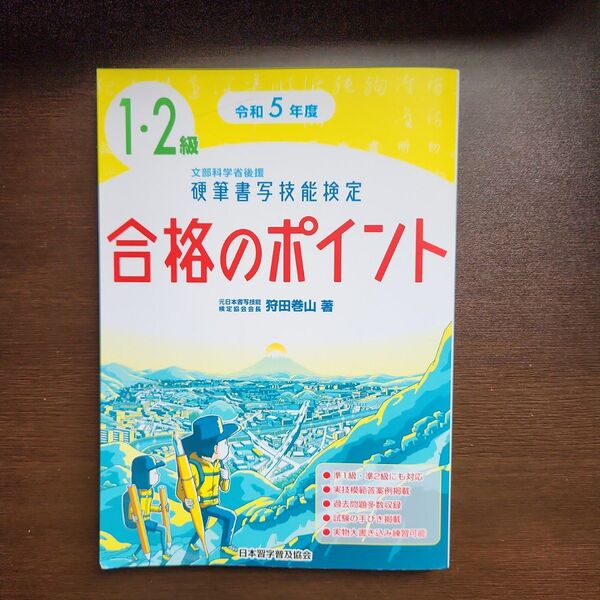 令和5年度
1・2級
文部科学省後援
硬筆書写技能検定
合格のポイント
元日本書写技能
検定協会会長 狩田巻山 著
●準1級・準2級にも対応
●実技模範答案例掲載
●過去問題多数収録
●試験の手びき掲載
●実物大書き込み練習可能
日本習字普及協会